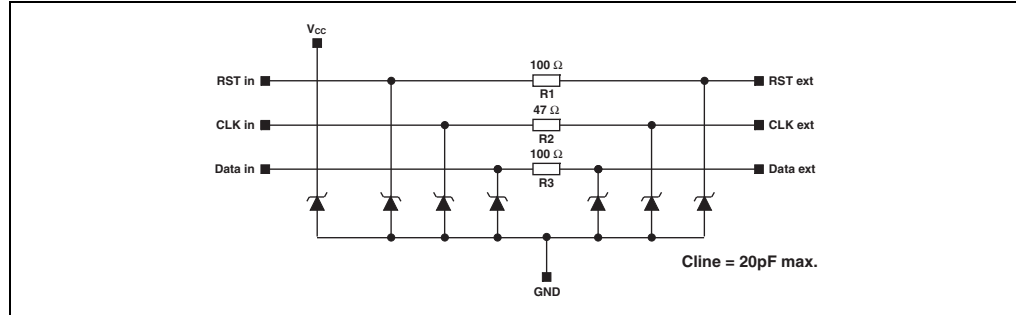 VCC
100 Ω
RST in
RST ext
R1
47 Ω
CLK in
CLK ext
R2
100 Ω
Data in
Data ext
R3
Cline = 20pF max.
GND